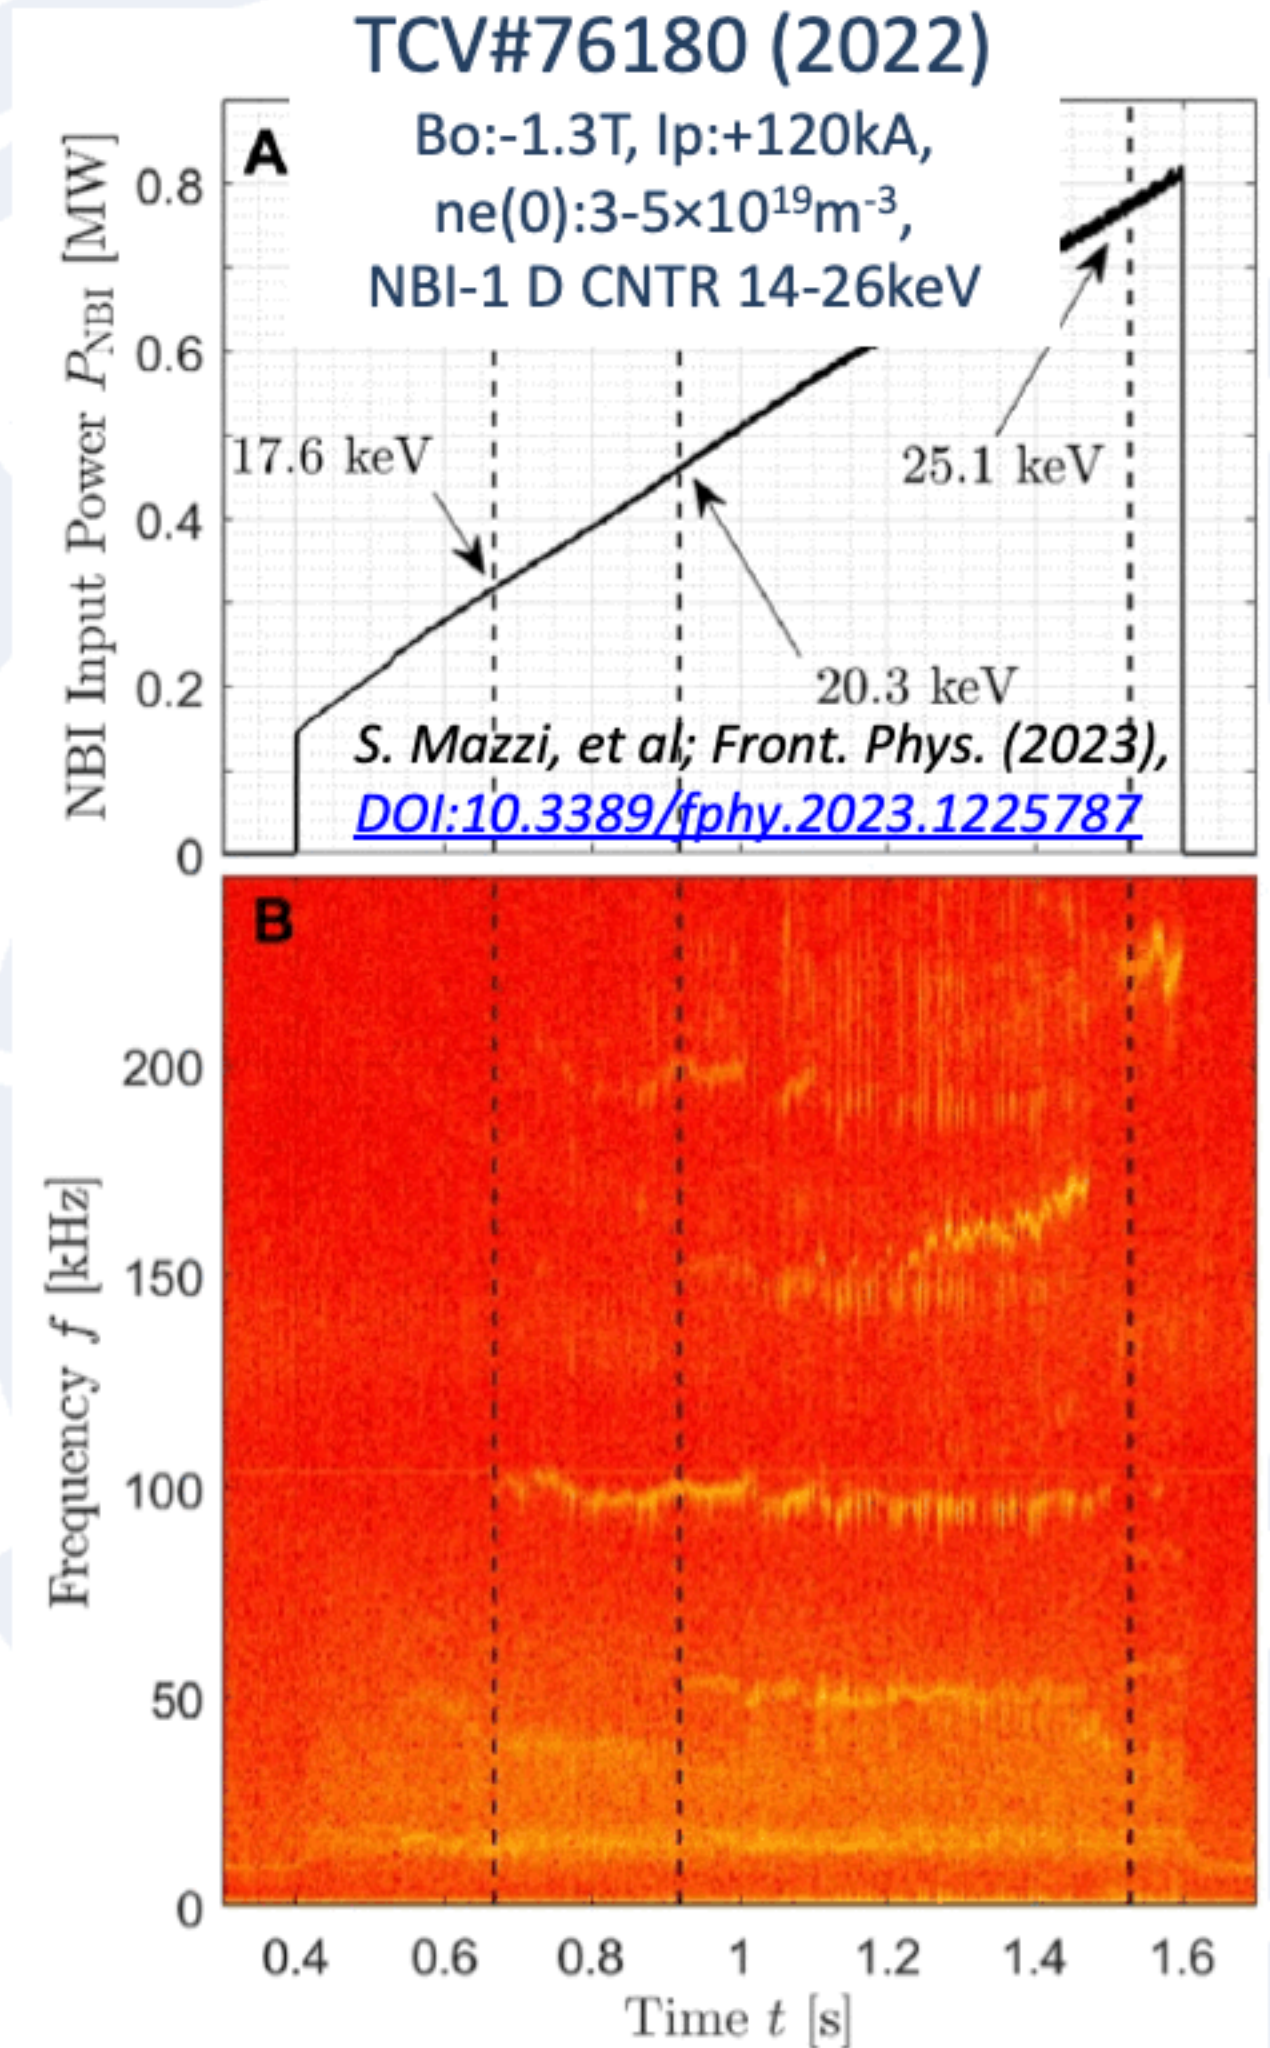 TCV#76180 (2022)
Bo:-1.3T, Ip:+120kA,
ne(0):3-5×10¹⁹m⁻³,
NBI-1 D CNTR 14-26keV
A
NBI Input Power P_NBI [MW]
0.8
0.6
0.4
0.2
0
17.6 keV
25.1 keV
20.3 keV
S. Mazzi, et al; Front. Phys. (2023),
DOI:10.3389/fphy.2023.1225787
B
Frequency f [kHz]
200
150
100
50
0
0.4 0.6 0.8 1 1.2 1.4 1.6
Time t [s]